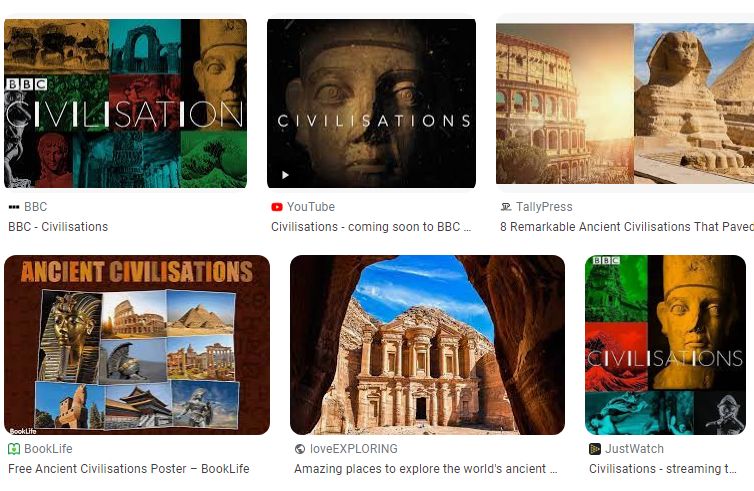 BBC
CIVILISATION
CIVILISATIONS
BBC
YouTube
TallyPress
BBC - Civilisations
Civilisations - coming soon to BBC ...
8 Remarkable Ancient Civilisations That Paved
ANCIENT CIVILISATIONS
BookLife
BBC
CIVILISATIONS
BookLife
loveEXPLORING
JustWatch
Free Ancient Civilisations Poster – BookLife
Amazing places to explore the world's ancient ...
Civilisations - streaming t...